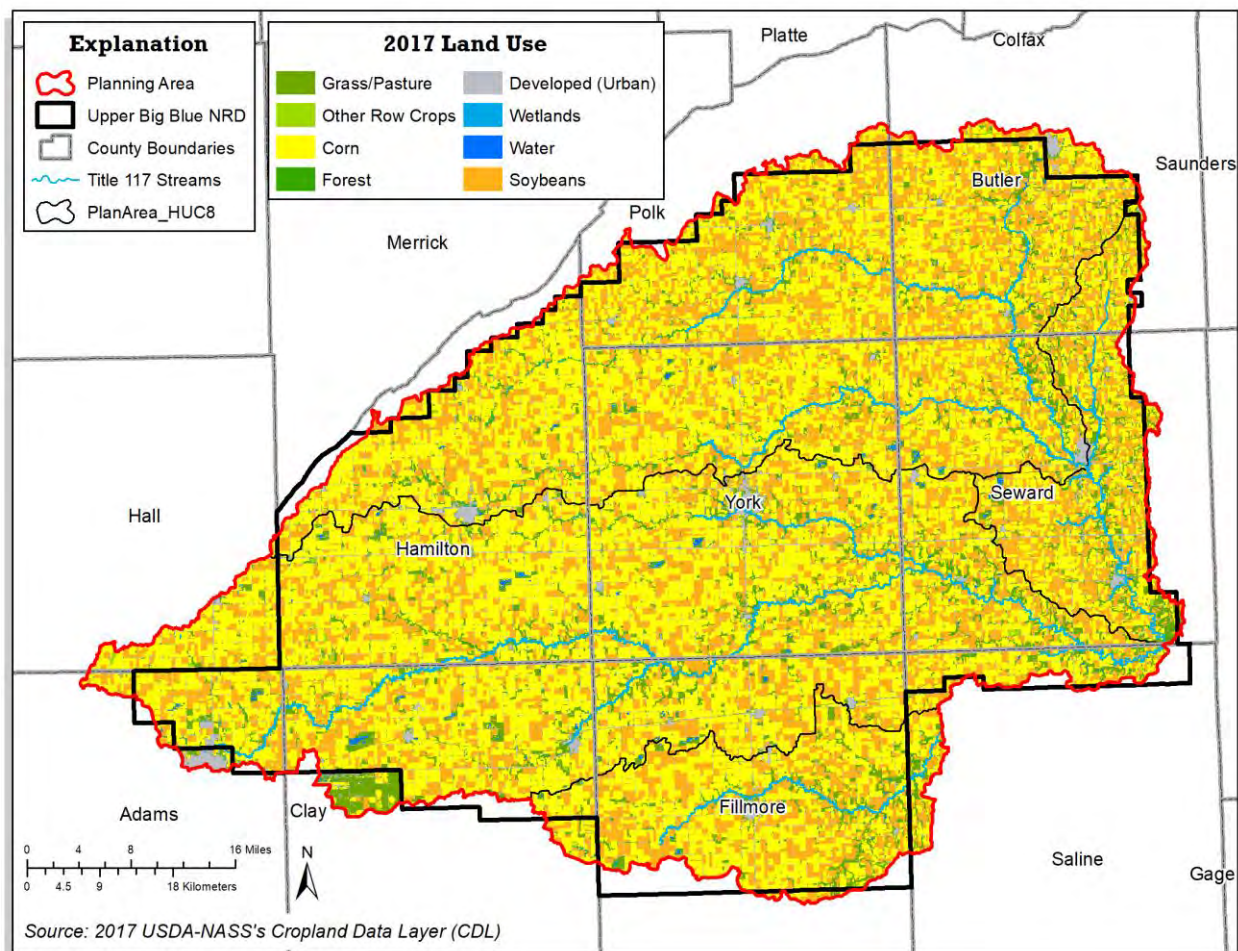 Explanation
Planning Area
Upper Big Blue NRD
County Boundaries
Title 117 Streams
PlanArea_HUC8
2017 Land Use
Grass/Pasture
Other Row Crops
Corn
Forest
Developed (Urban)
Wetlands
Water
Soybeans
Platte
Colfax
Saunders
Butler
Polk
Merrick
Hall
Hamilton
York
Seward
Adams
Clay
Fillmore
Saline
Gage
0 4 8 16 Miles
0 4.5 9 18 Kilometers
N
Source: 2017 USDA-NASS's Cropland Data Layer (CDL)